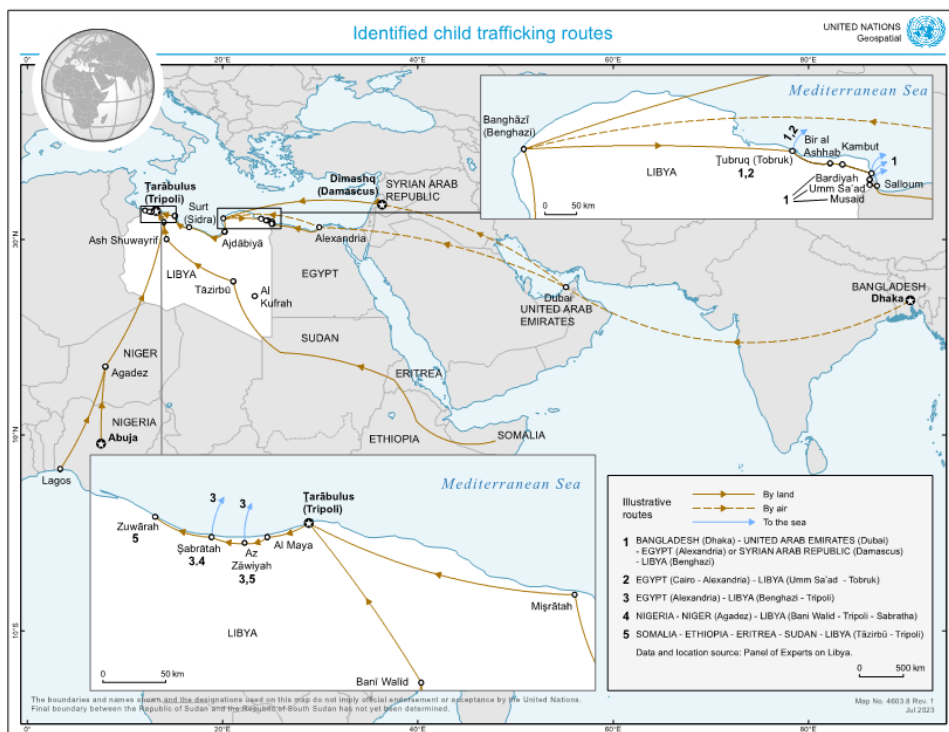 Identified child trafficking routes
UNITED NATIONS
Geospatial
0°
20°E
40°E
60°E
80°E
Mediterranean Sea
Banghāzī
(Benghazi)
1,2
Bir al
Ashhab
Kambut
Ţubruq (Tobruk)
1,2
LIBYA
1
Bardiyah
Umm Sa'ad
Musaid
1
Salloum
0
50 km
Ţarābulus
(Tripoli)
Surt
(Sidra)
Dimashq
(Damascus)
SYRIAN ARAB
REPUBLIC
30°N
Ash Shuwayrif
Ajdābiyā
Alexandria
LIBYA
Tāzirbū
Al
Kufrah
EGYPT
Dubai
UNITED ARAB
EMIRATES
BANGLADESH
Dhaka
SUDAN
NIGER
Agadez
ERITREA
NIGERIA
Abuja
10°N
ETHIOPIA
SOMALIA
Lagos
Mediterranean Sea
Ţarābulus
(Tripoli)
3
3
Zuwārah
5
Şabrātah
3.4
Az
Zāwiyah
3,5
Al Maya
Mişrātah
LIBYA
0
50 km
Banī Walīd
10°S
Illustrative
routes
By land
By air
To the sea
1 BANGLADESH (Dhaka) - UNITED ARAB EMIRATES (Dubai)
- EGYPT (Alexandria) or SYRIAN ARAB REPUBLIC (Damascus)
- LIBYA (Benghazi)
2 EGYPT (Cairo - Alexandria) - LIBYA (Umm Sa'ad - Tobruk)
3 EGYPT (Alexandria) - LIBYA (Benghazi - Tripoli)
4 NIGERIA - NIGER (Agadez) - LIBYA (Bani Walid - Tripoli - Sabratha)
5 SOMALIA - ETHIOPIA - ERITREA - SUDAN - LIBYA (Tāzirbū - Tripoli)
Data and location source: Panel of Experts on Libya.
0
500 km
The boundaries and names shown and the designations used on this map do not imply official endorsement or acceptance by the United Nations.
Final boundary between the Republic of Sudan and the Republic of South Sudan has not yet been determined.
Map No. 4663.8 Rev. 1
Jul 2023
0°
20°E
40°E
60°E
80°E